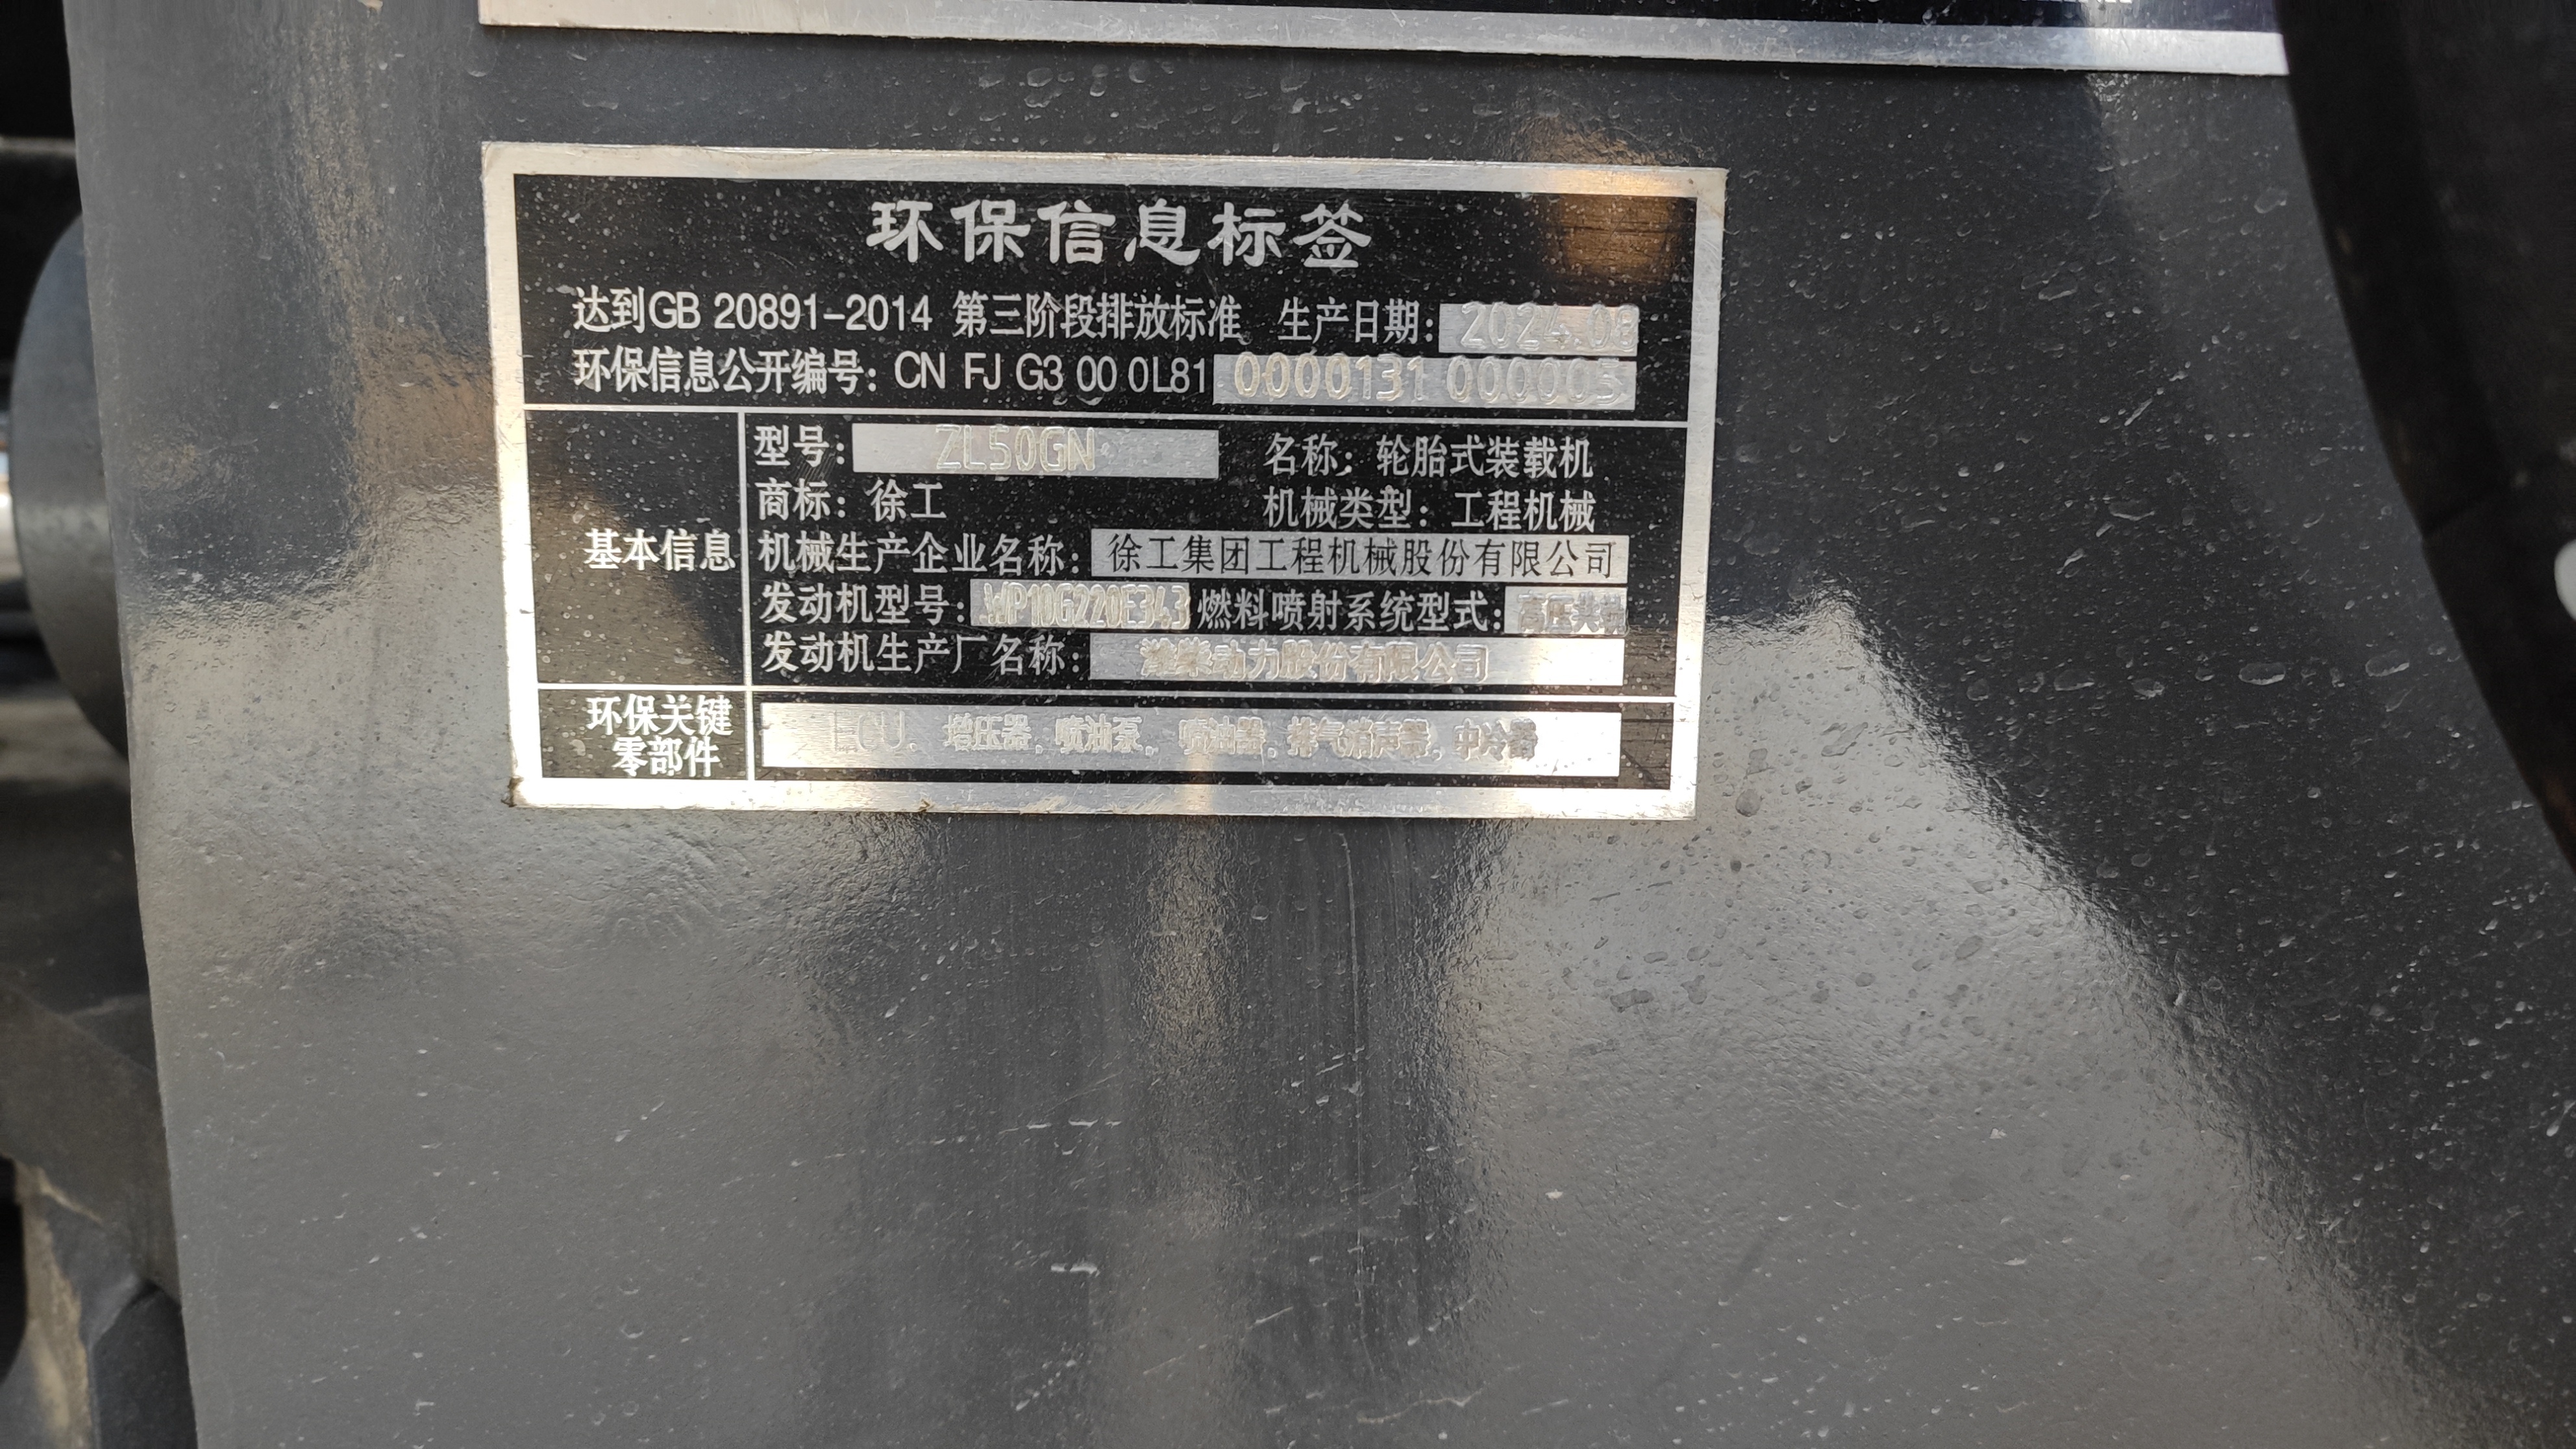 环保信息标签
达到GB 20891-2014 第三阶段排放标准 生产日期: 2024.08
环保信息公开编号: CN FJ G3 00 0L81 0000131 000005
型号: ZL50GN 名称: 轮胎式装载机
商标: 徐工 机械类型: 工程机械
基本信息
机械生产企业名称: 徐工集团工程机械股份有限公司
发动机型号: WP10G220E343 燃料喷射系统型式: 高压共轨
发动机生产厂名称: 潍柴动力股份有限公司
环保关键
零部件
ECU、增压器, 喷油泵, 喷油器, 排气消声器, 中冷器